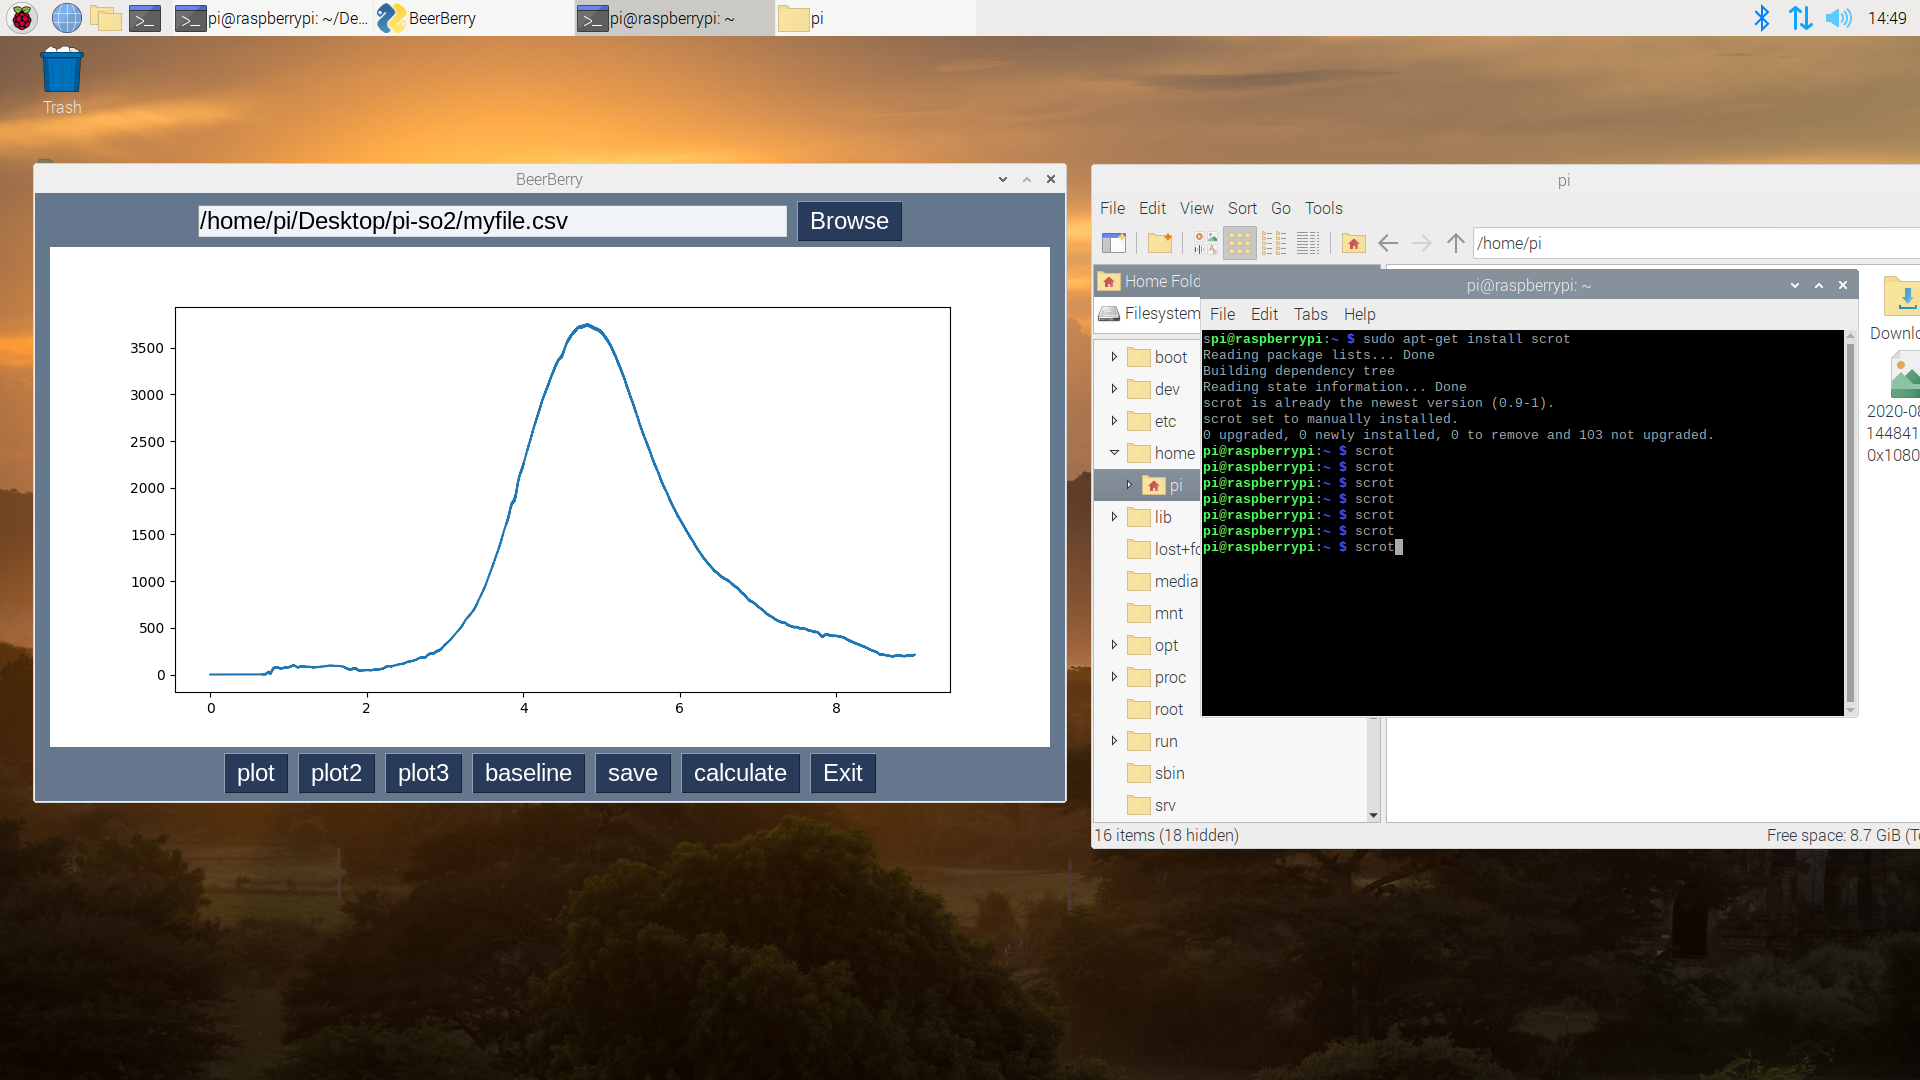 pi@raspberrypi: ~/De...
BeerBerry
pi@raspberrypi: ~
pi
14:49
Trash
BeerBerry
/home/pi/Desktop/pi-so2/myfile.csv
Browse
3500
3000
2500
2000
1500
1000
500
0
0 2 4 6 8
plot
plot2
plot3
baseline
save
calculate
Exit
pi
File Edit View Sort Go Tools
/home/pi
Home Fold
Filesystem
boot
dev
etc
home
pi
lib
lost+fo
media
mnt
opt
proc
root
run
sbin
srv
Downlo
2020-08
144841
0x1080
16 items (18 hidden)
Free space: 8.7 GiB (To
pi@raspberrypi: ~
File Edit Tabs Help
spi@raspberrypi:~ $ sudo apt-get install scrot
Reading package lists... Done
Building dependency tree
Reading state information... Done
scrot is already the newest version (0.9-1).
scrot set to manually installed.
0 upgraded, 0 newly installed, 0 to remove and 103 not upgraded.
pi@raspberrypi:~ $ scrot
pi@raspberrypi:~ $ scrot
pi@raspberrypi:~ $ scrot
pi@raspberrypi:~ $ scrot
pi@raspberrypi:~ $ scrot
pi@raspberrypi:~ $ scrot
pi@raspberrypi:~ $ scrot